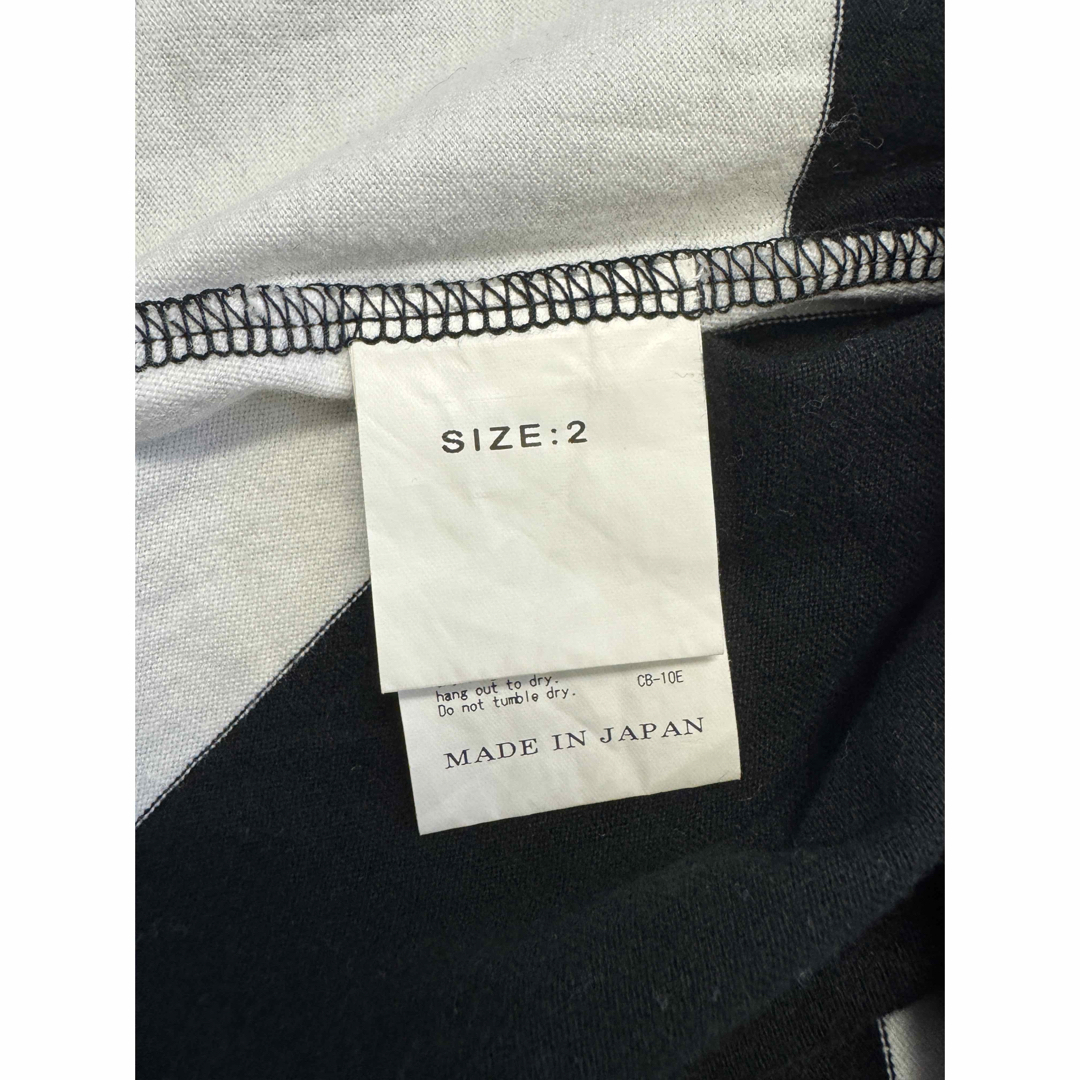 SIZE:2
hang out to dry.
Do not tumble dry.
CB-10E
MADE IN JAPAN